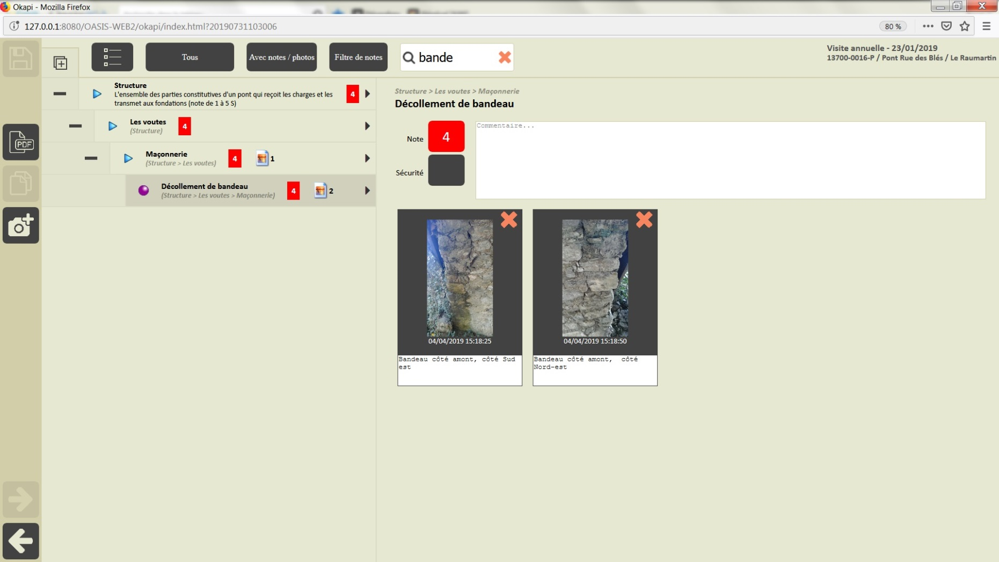 Okapi - Mozilla Firefox
127.0.0.1:8080/OASIS-WEB2/okapi/index.html?20190731103006
80 %
Tous
Avec notes / photos
Filtre de notes
bande
Visite annuelle - 23/01/2019
13700-0016-P / Pont Rue des Blés / Le Raumartin
Structure
L'ensemble des parties constitutives d'un pont qui reçoit les charges et les
transmet aux fondations (note de 1 à 5 S)
4
Les voutes
(Structure)
4
Maçonnerie
(Structure > Les voutes)
4
1
Décollement de bandeau
(Structure > Les voutes > Maçonnerie)
4
2
PDF
Structure > Les voutes > Maçonnerie
Décollement de bandeau
Note
4
Commentaire...
Sécurité
04/04/2019 15:18:25
Bandeau côté amont, côté Sud
est
04/04/2019 15:18:50
Bandeau côté amont,  côté
Nord-est